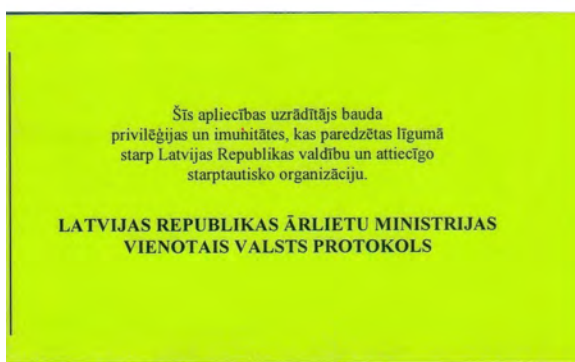 Šīs apliecības uzrādītājs bauda
privilēģijas un imunitātes, kas paredzētas līgumā
starp Latvijas Republikas valdību un attiecīgo
starptautisko organizāciju.
LATVIJAS REPUBLIKAS ĀRLIETU MINISTRIJAS
VIENOTAIS VALSTS PROTOKOLS